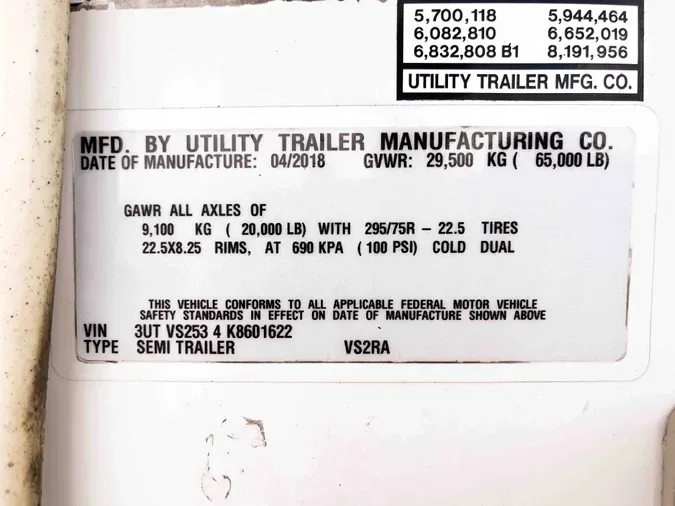 5,700,118 5,944,464
6,082,810 6,652,019
6,832,808 B1 8,191,956
UTILITY TRAILER MFG. CO.
MFD. BY UTILITY TRAILER MANUFACTURING CO.
DATE OF MANUFACTURE: 04/2018 GVWR: 29,500 KG ( 65,000 LB)
GAWR ALL AXLES OF
9,100 KG ( 20,000 LB) WITH 295/75R - 22.5 TIRES
22.5X8.25 RIMS, AT 690 KPA (100 PSI) COLD DUAL
THIS VEHICLE CONFORMS TO ALL APPLICABLE FEDERAL MOTOR VEHICLE
SAFETY STANDARDS IN EFFECT ON DATE OF MANUFACTURE SHOWN ABOVE
VIN 3UT VS253 4 K8601622
TYPE SEMI TRAILER VS2RA